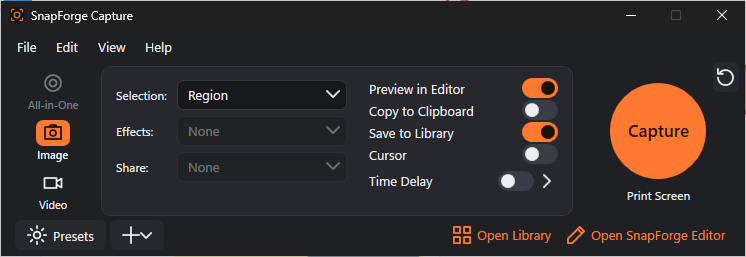 SnapForge Capture
File Edit View Help
All-in-One
Image
Video
Selection: Region
Effects: None
Share: None
Preview in Editor
Copy to Clipboard
Save to Library
Cursor
Time Delay
Capture
Print Screen
Presets
Open Library
Open SnapForge Editor